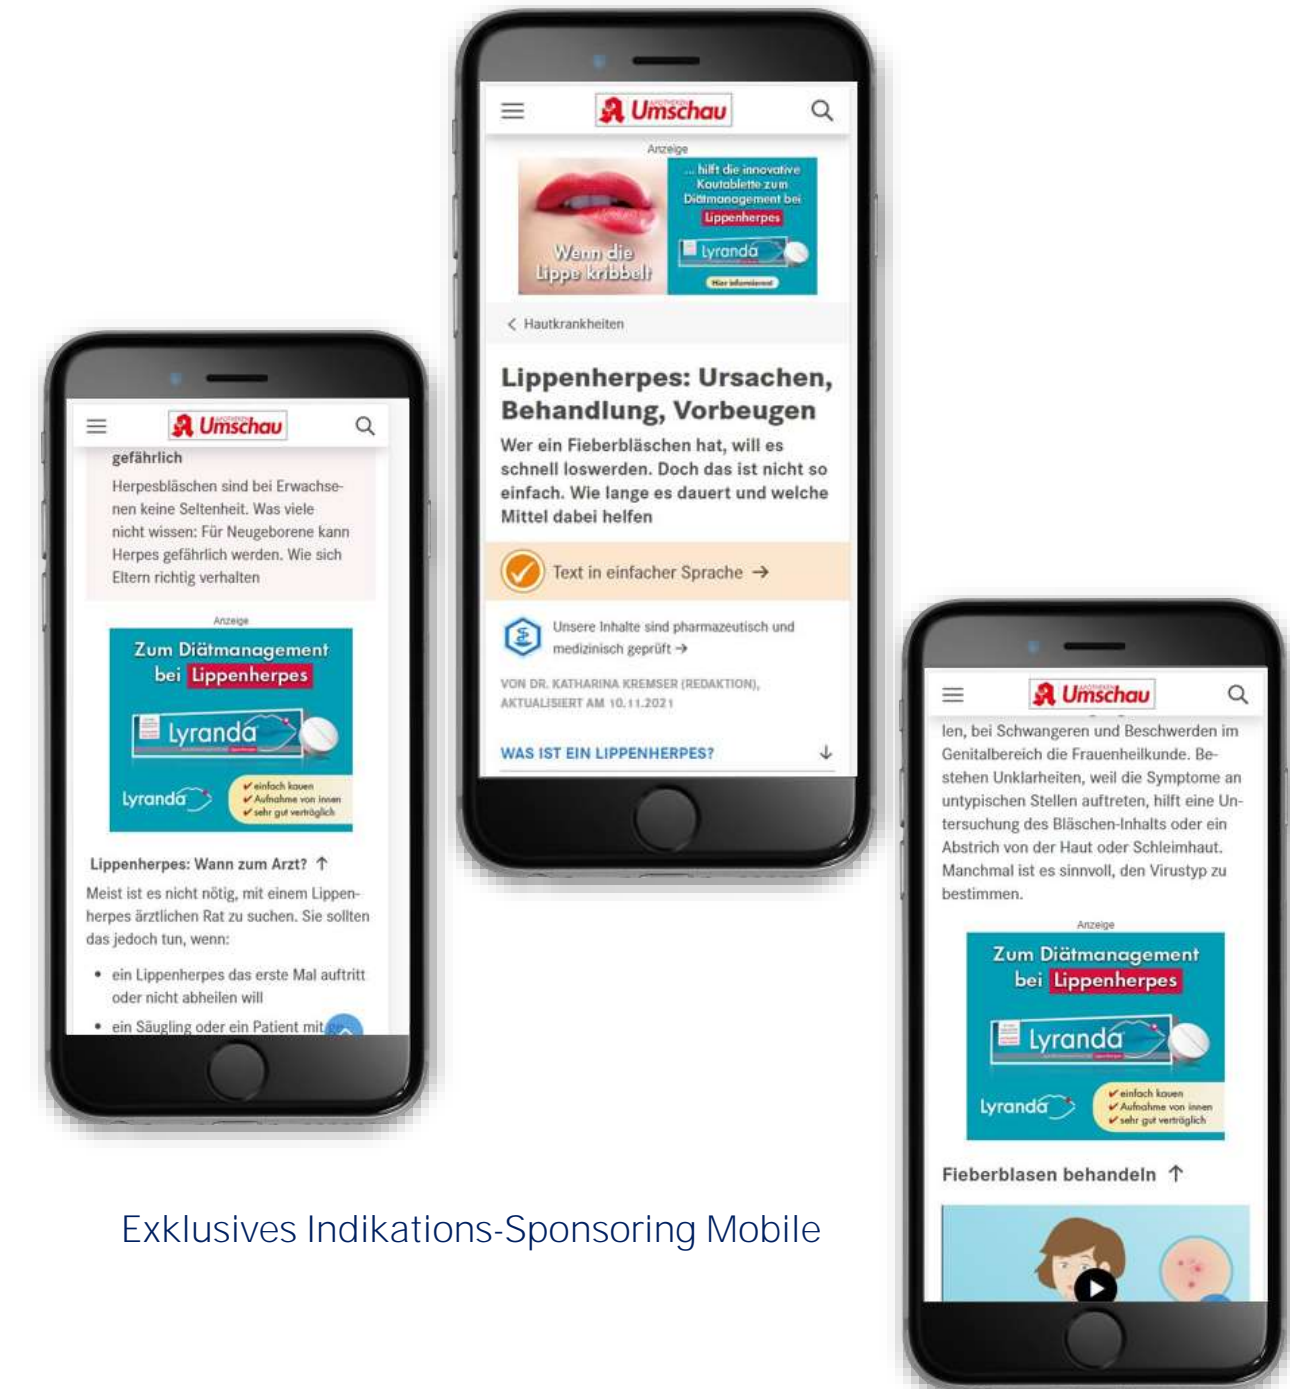 APOTHEKEN
Umschau
gefährlich
Herpesbläschen sind bei Erwachse-
nen keine Seltenheit. Was viele
nicht wissen: Für Neugeborene kann
Herpes gefährlich werden. Wie sich
Eltern richtig verhalten
Anzeige
Zum Diätmanagement
bei Lippenherpes
Lyranda
Lyranda
✔ einfach kauen
✔ Aufnahme von innen
✔ sehr gut verträglich
Lippenherpes: Wann zum Arzt? ↑
Meist ist es nicht nötig, mit einem Lippen-
herpes ärztlichen Rat zu suchen. Sie sollten
das jedoch tun, wenn:
• ein Lippenherpes das erste Mal auftritt
oder nicht abheilen will
• ein Säugling oder ein Patient mit
APOTHEKEN
Umschau
Anzeige
Wenn die
Lippe kribbelt
... hilft die innovative
Kautablette zum
Diätmanagement bei
Lippenherpes
Lyranda
Hier informieren!
< Hautkrankheiten
Lippenherpes: Ursachen,
Behandlung, Vorbeugen
Wer ein Fieberbläschen hat, will es
schnell loswerden. Doch das ist nicht so
einfach. Wie lange es dauert und welche
Mittel dabei helfen
Text in einfacher Sprache →
Unsere Inhalte sind pharmazeutisch und
medizinisch geprüft →
VON DR. KATHARINA KREMSER (REDAKTION),
AKTUALISIERT AM 10.11.2021
WAS IST EIN LIPPENHERPES? ↓
APOTHEKEN
Umschau
len, bei Schwangeren und Beschwerden im
Genitalbereich die Frauenheilkunde. Be-
stehen Unklarheiten, weil die Symptome an
untypischen Stellen auftreten, hilft eine Un-
tersuchung des Bläschen-Inhalts oder ein
Abstrich von der Haut oder Schleimhaut.
Manchmal ist es sinnvoll, den Virustyp zu
bestimmen.
Anzeige
Zum Diätmanagement
bei Lippenherpes
Lyranda
Lyranda
✔ einfach kauen
✔ Aufnahme von innen
✔ sehr gut verträglich
Fieberblasen behandeln ↑
Exklusives Indikations-Sponsoring Mobile